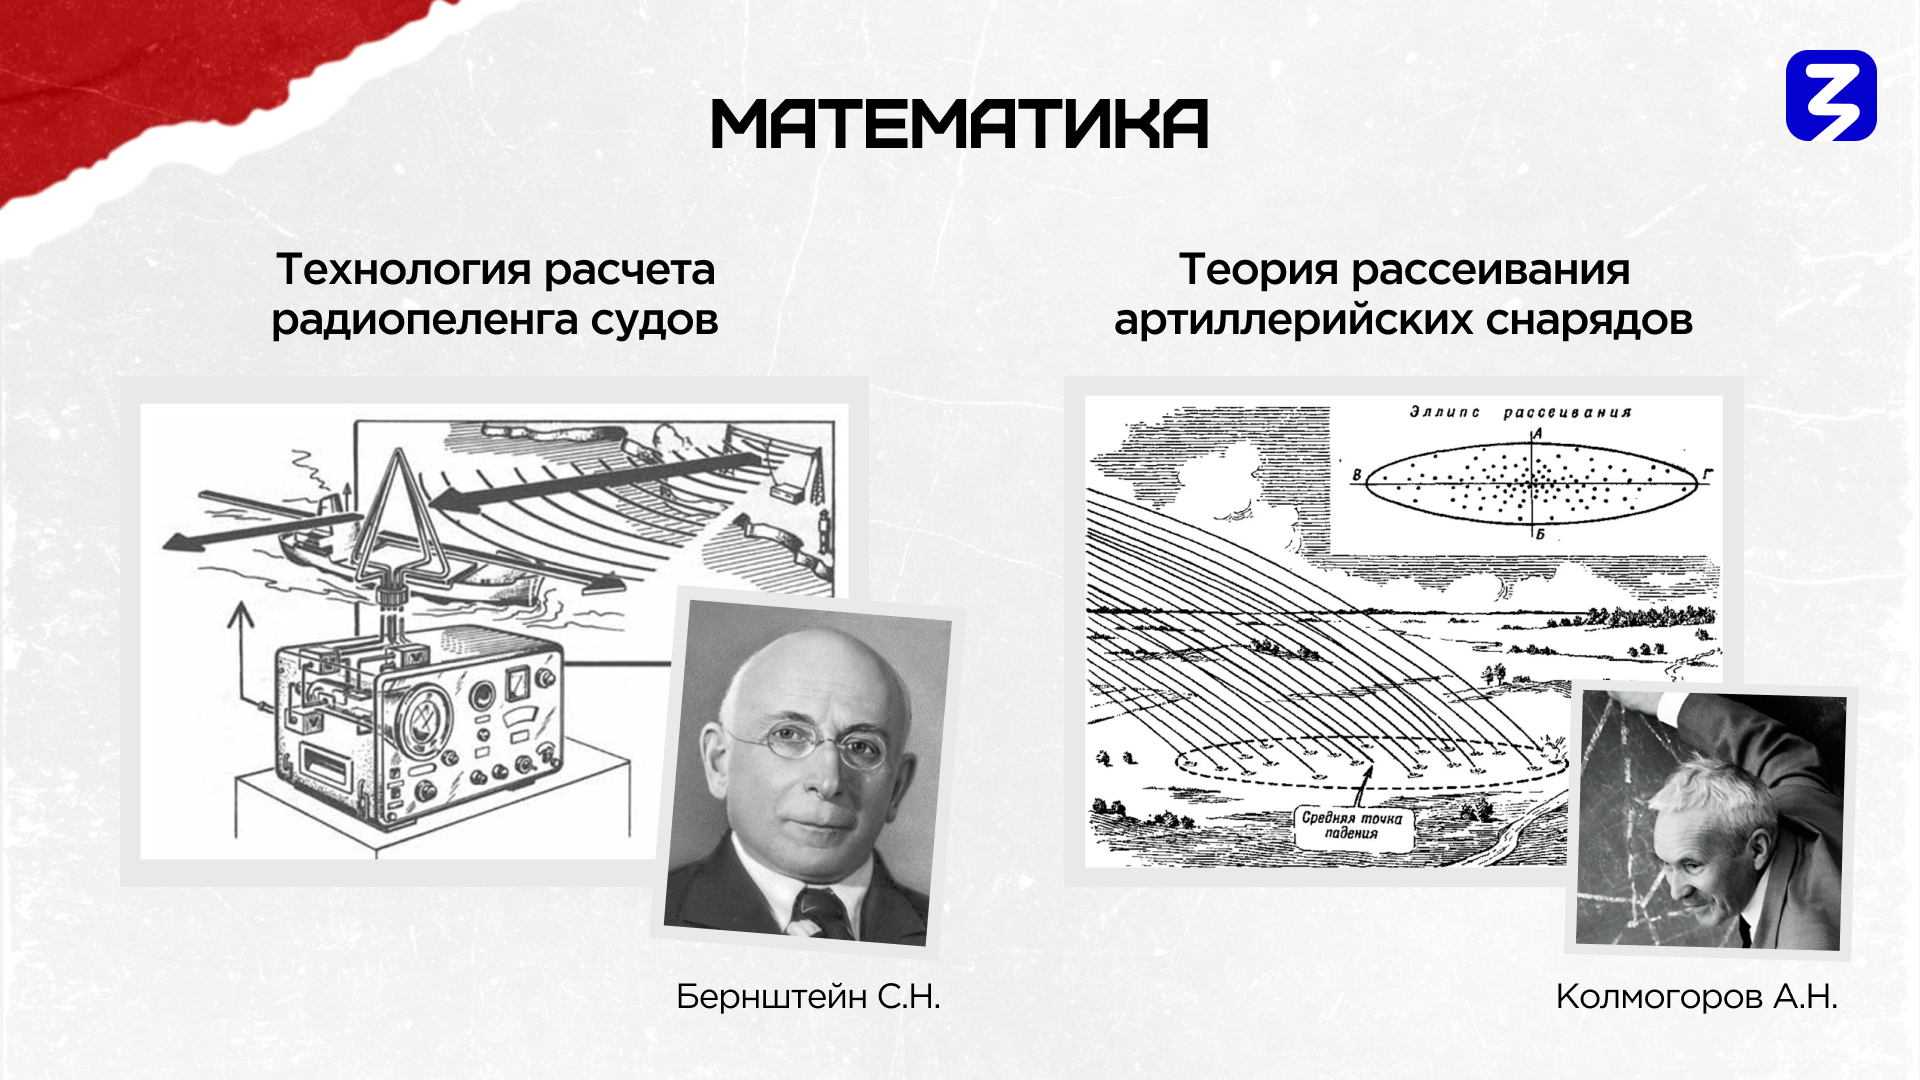 МАТЕМАТИКА
Технология расчета
радиопеленга судов
Теория рассеивания
артиллерийских снарядов
Эллипс рассеивания
А
В
Г
Б
Средняя точка
падения
Бернштейн С.Н.
Колмогоров А.Н.